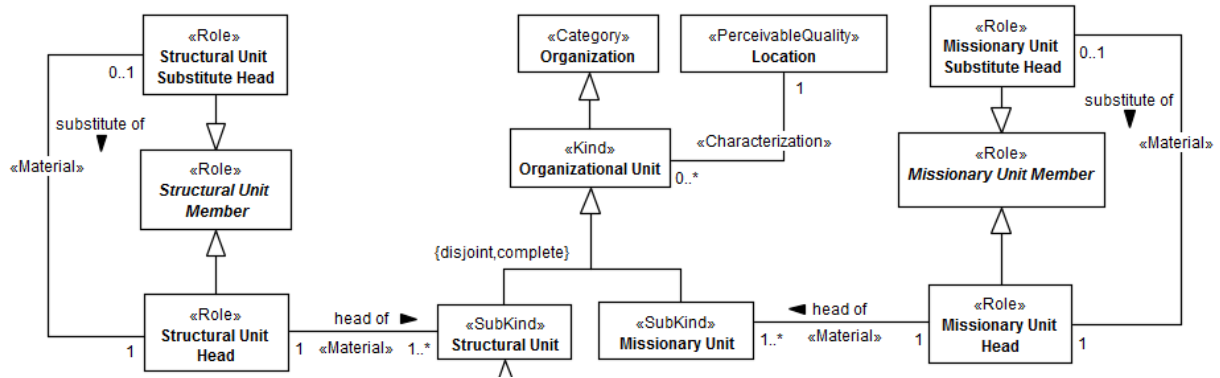 «Role»
Structural Unit
Substitute Head
0..1
substitute of
«Material»
«Role»
Structural Unit
Member
«Role»
Structural Unit
Head
1
1
head of
«Material»
1..*
«Category»
Organization
«PerceivableQuality»
Location
1
«Characterization»
«Kind»
Organizational Unit
0..*
{disjoint,complete}
«SubKind»
Structural Unit
«SubKind»
Missionary Unit
1..*
head of
«Material»
1
«Role»
Missionary Unit
Substitute Head
0..1
substitute of
«Material»
«Role»
Missionary Unit Member
«Role»
Missionary Unit
Head
1